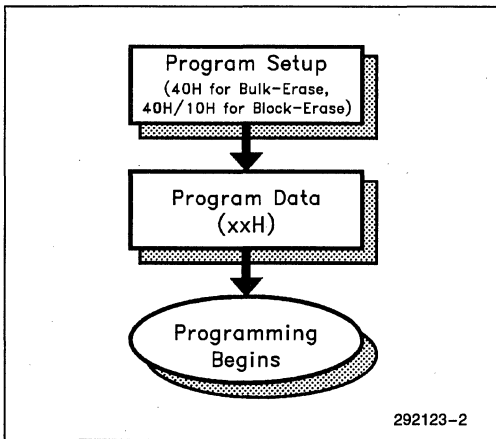 Program Setup
(40H for Bulk-Erase,
40H/10H for Block-Erase)
Program Data
(xxH)
Programming
Begins
292123-2